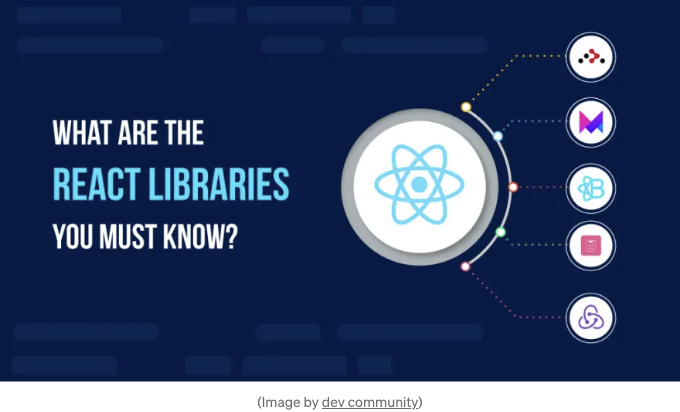 WHAT ARE THE
REACT LIBRARIES
YOU MUST KNOW?
B
(Image by dev community)